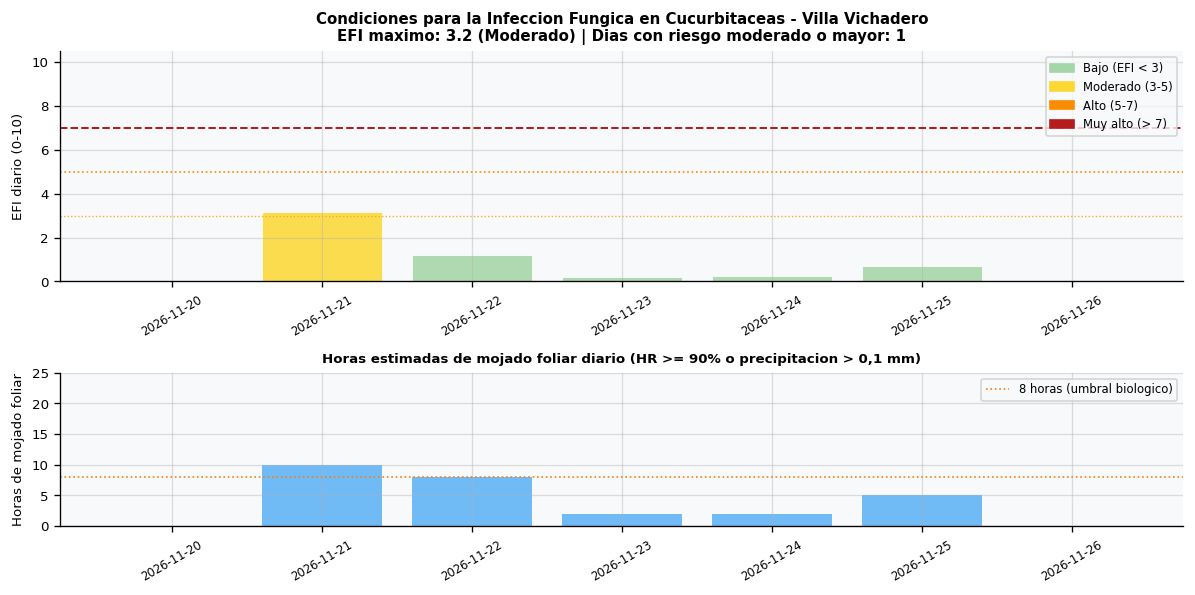 Condiciones para la Infeccion Fungica en Cucurbitaceas - Villa Vichadero
EFI maximo: 3.2 (Moderado) | Dias con riesgo moderado o mayor: 1
EFI diario (0-10)
10
8
6
4
2
0
Bajo (EFI < 3)
Moderado (3-5)
Alto (5-7)
Muy alto (> 7)
2026-11-20
2026-11-21
2026-11-22
2026-11-23
2026-11-24
2026-11-25
2026-11-26
Horas estimadas de mojado foliar diario (HR >= 90% o precipitacion > 0,1 mm)
Horas de mojado foliar
25
20
15
10
5
0
8 horas (umbral biologico)
2026-11-20
2026-11-21
2026-11-22
2026-11-23
2026-11-24
2026-11-25
2026-11-26